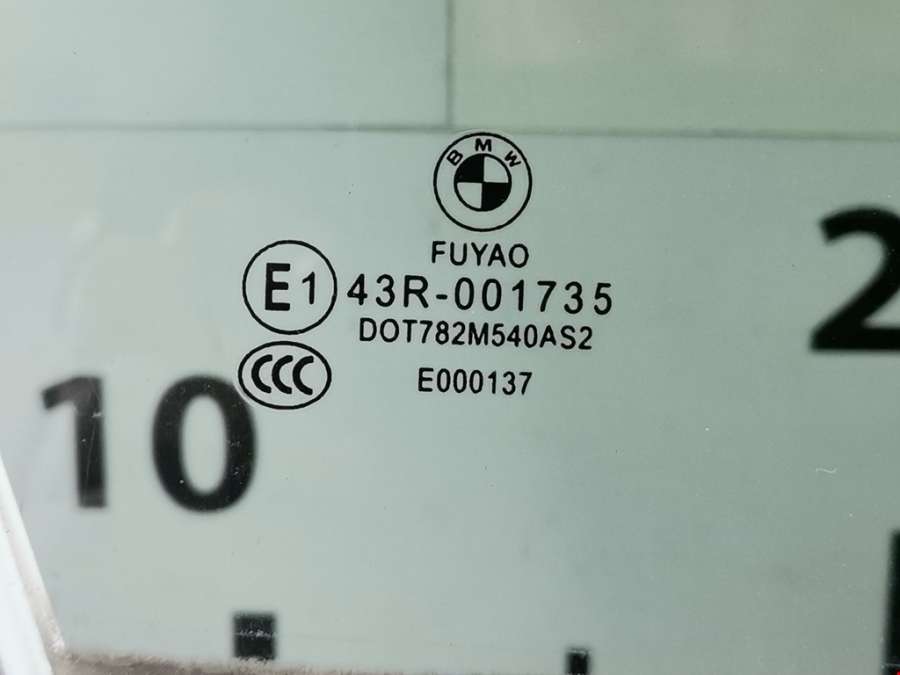 BMW
FUYAO
E1 43R-001735
DOT782M540AS2
CCC E000137
10
2